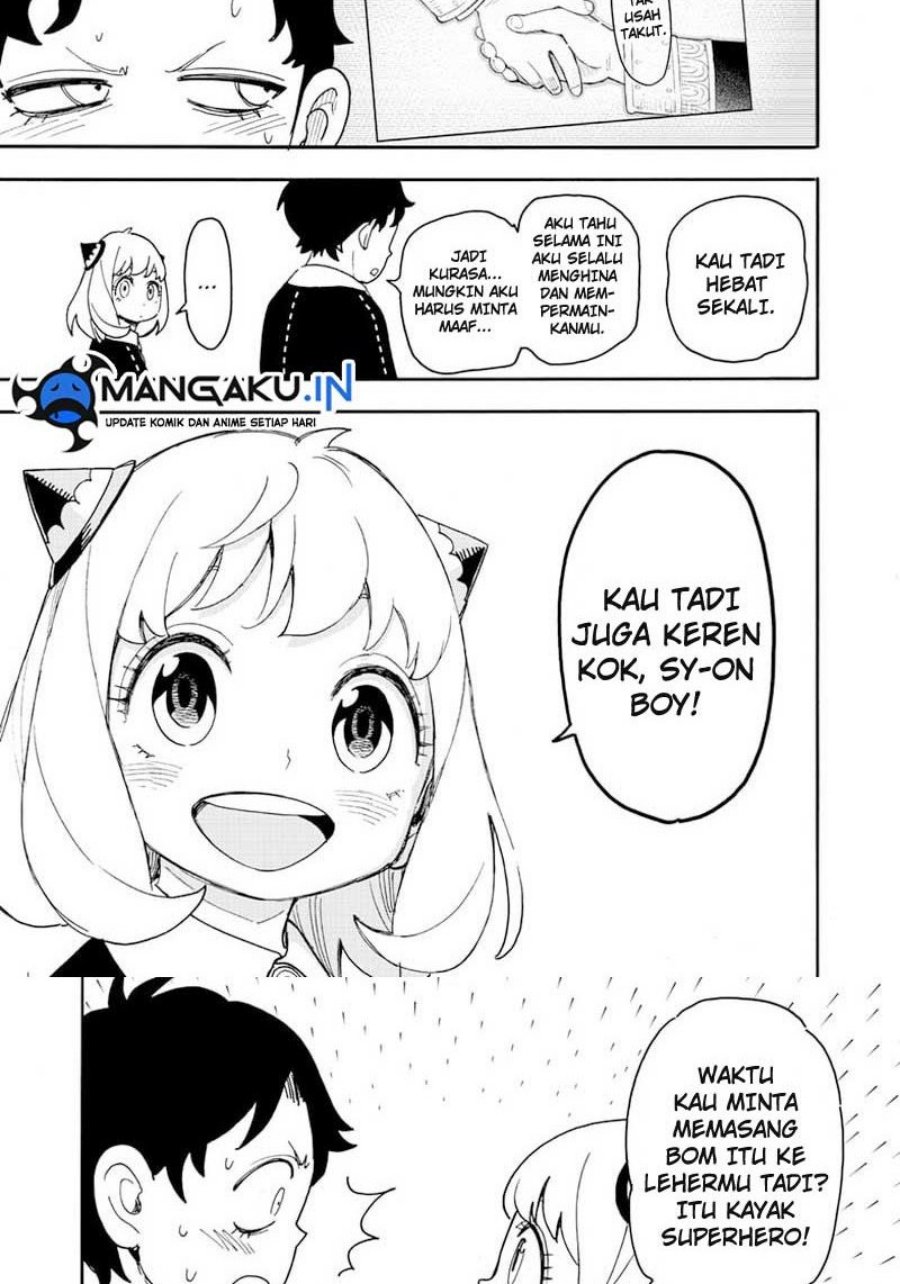 TAK
USAH
TAKUT.
KAU TADI
HEBAT
SEKALI.
AKU TAHU
SELAMA INI
AKU SELALU
MENGHINA
DAN MEM-
PERMAIN-
KANMU.
JADI
KURASA...
MUNGKIN AKU
HARUS MINTA
MAAF...
...
MANGAKU.IN
UPDATE KOMIK DAN ANIME SETIAP HARI
KAU TADI
JUGA KEREN
KOK, SY-ON
BOY!
WAKTU
KAU MINTA
MEMASANG
BOM ITU KE
LEHERMU TADI?
ITU KAYAK
SUPERHERO!